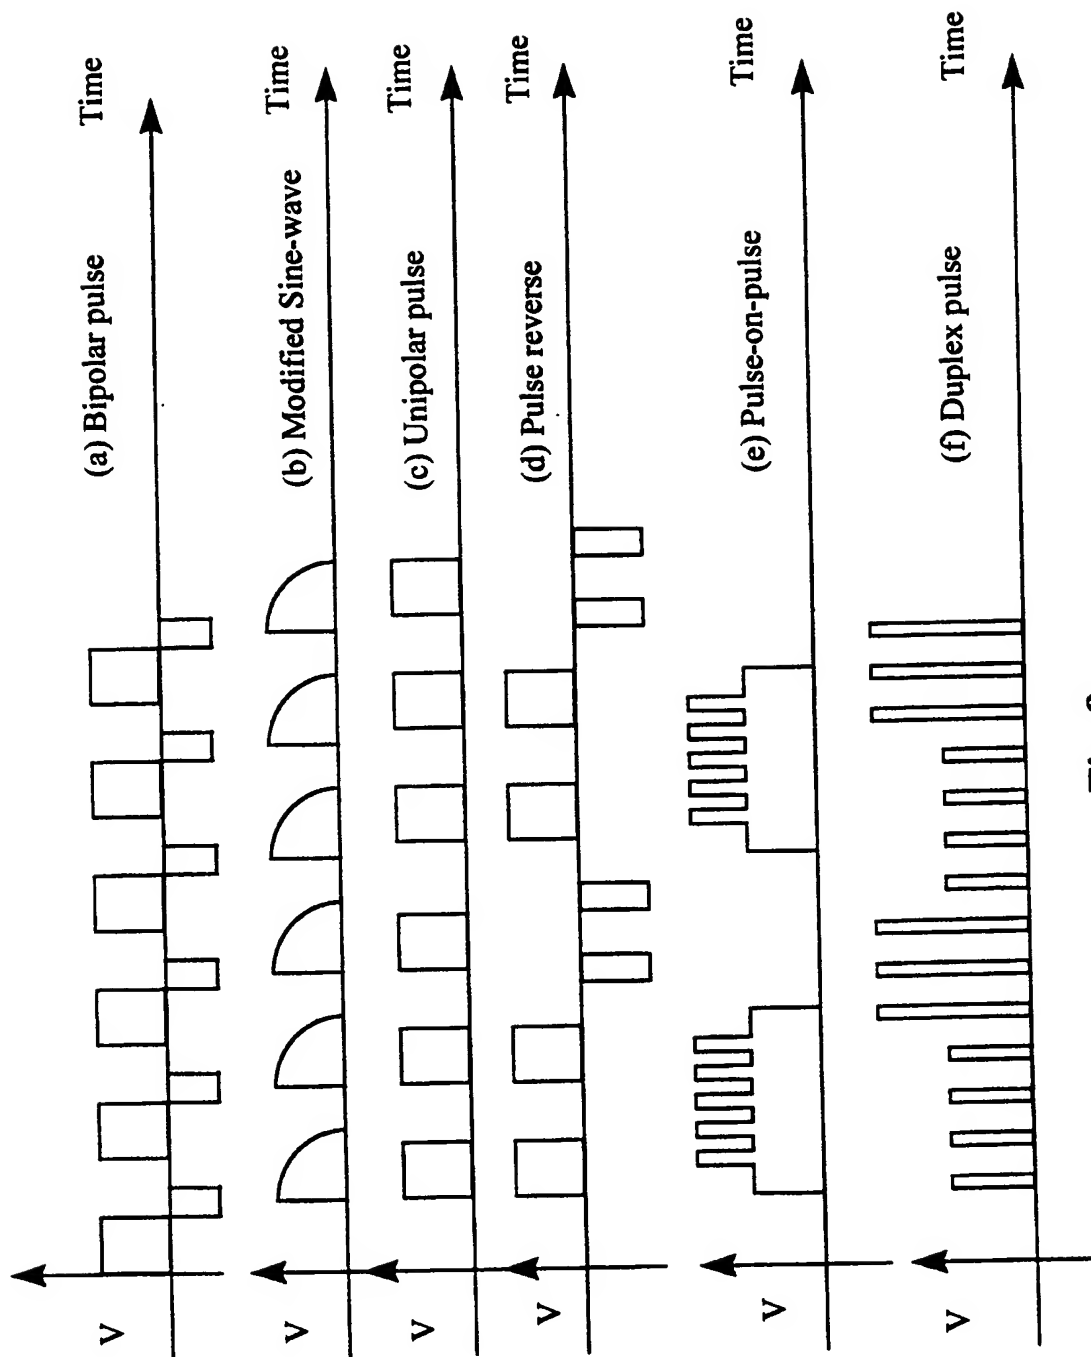 (a) Bipolar pulse
Time
V
(b) Modified Sine-wave
Time
V
(c) Unipolar pulse
Time
V
(d) Pulse reverse
Time
V
(e) Pulse-on-pulse
Time
V
(f) Duplex pulse
Time
V